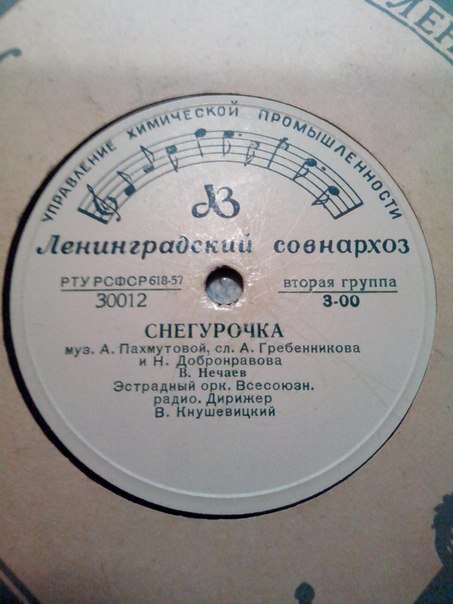 ЛЕН
УПРАВЛЕНИЕ ХИМИЧЕСКОЙ ПРОМЫШЛЕННОСТИ
ЛЗ
Ленинградский совнархоз
РТУ РСФСР 618-57
30012
вторая группа
3-00
СНЕГУРОЧКА
муз. А. Пахмутовой, сл. А. Гребенникова
и Н. Добронравова
В. Нечаев
Эстрадный орк. Всесоюзн.
радио. Дирижер
В. Кнушевицкий